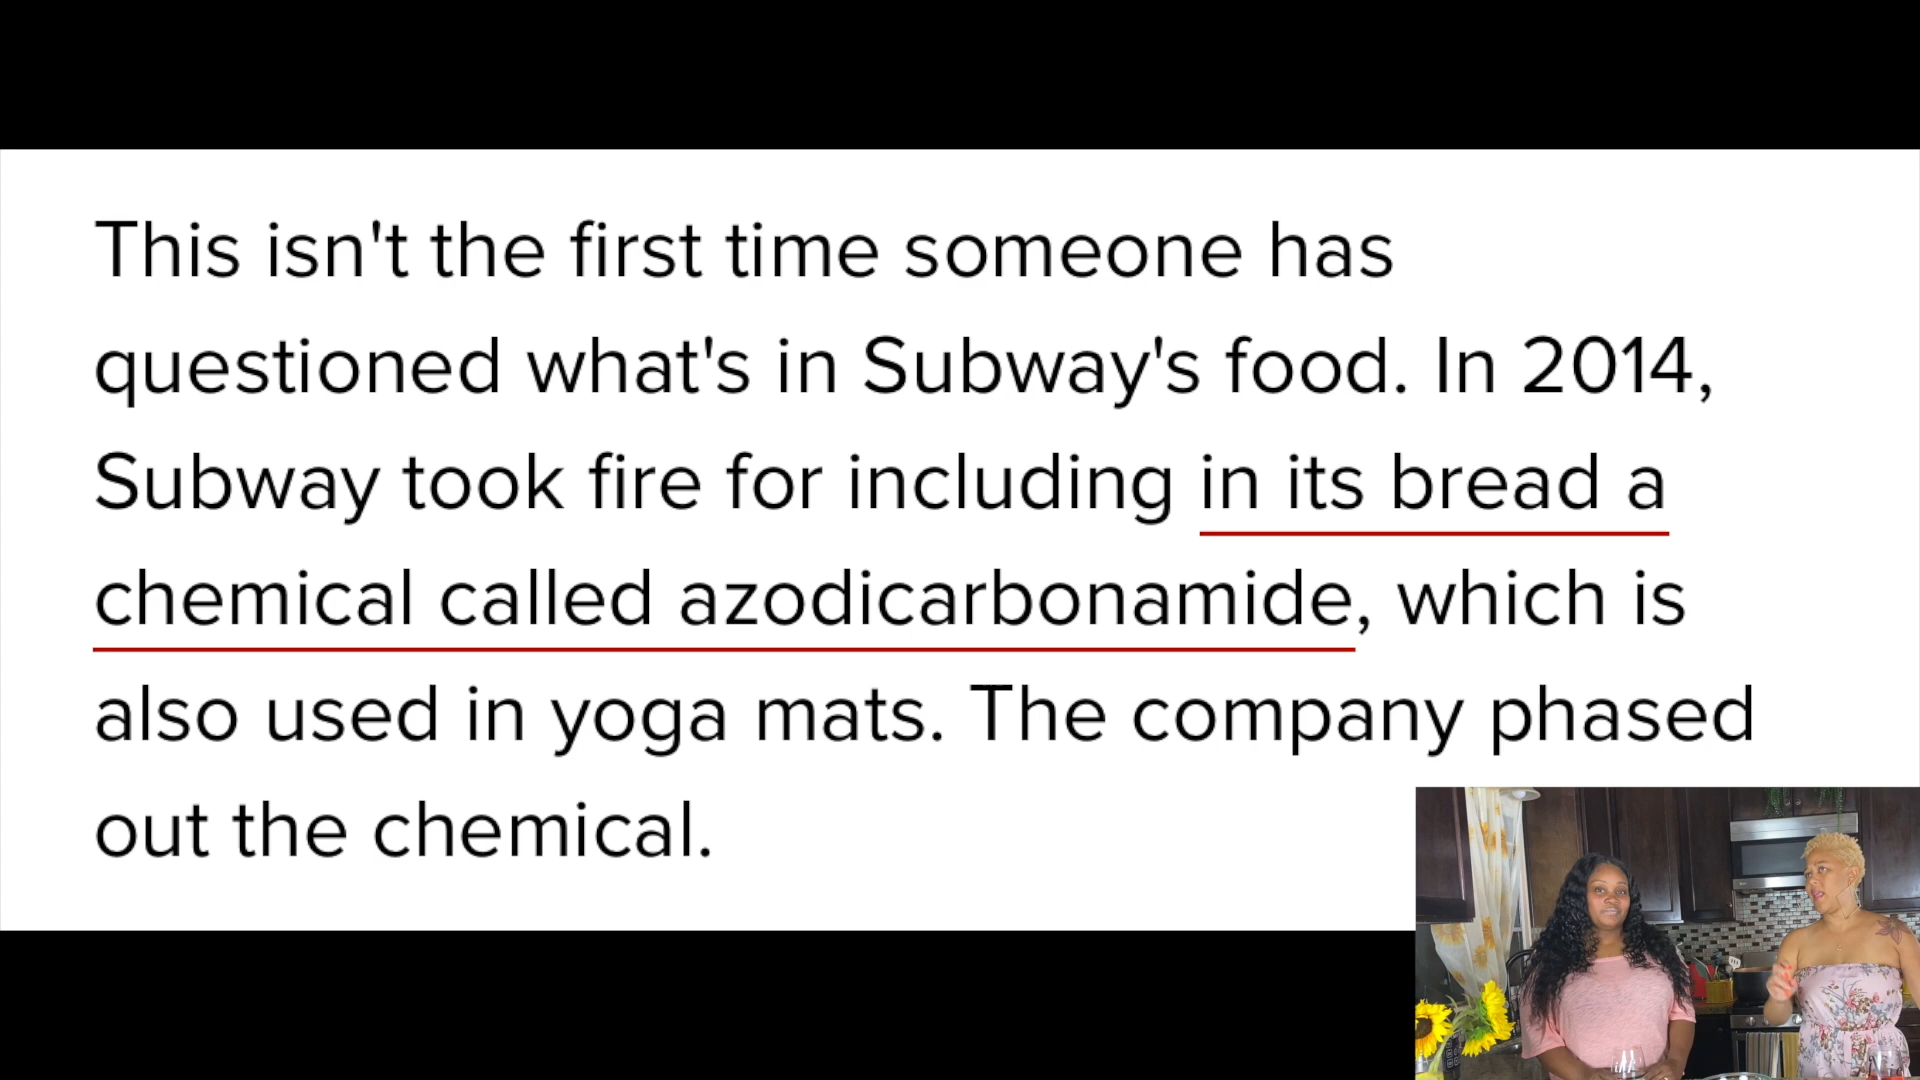 This isn't the first time someone has
questioned what's in Subway's food. In 2014,
Subway took fire for including in its bread a
chemical called azodicarbonamide, which is
also used in yoga mats. The company phased
out the chemical.